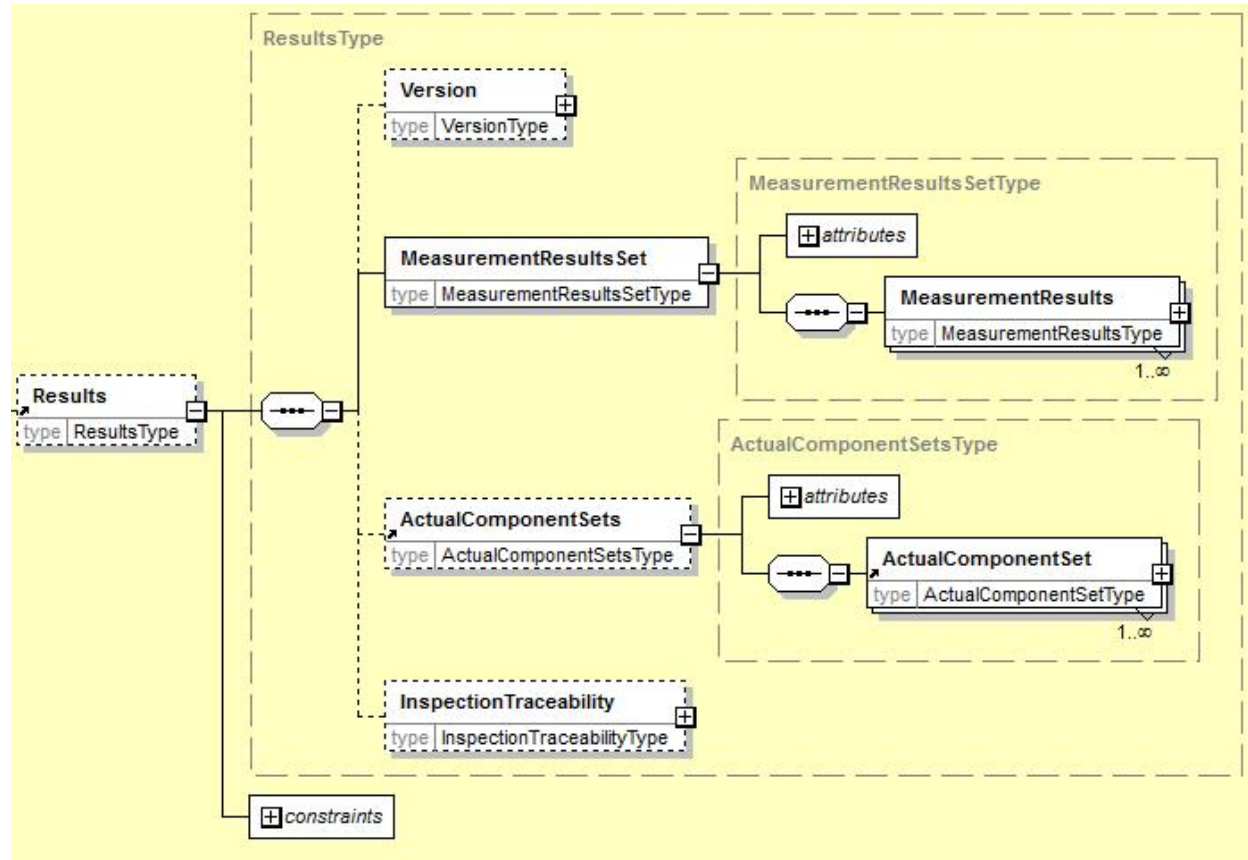 ResultsType
Version
type VersionType
MeasurementResultsSetType
attributes
MeasurementResultsSet
type MeasurementResultsSetType
MeasurementResults
type MeasurementResultsType
1..∞
Results
type ResultsType
ActualComponentSetsType
attributes
ActualComponentSets
type ActualComponentSetsType
ActualComponentSet
type ActualComponentSetType
1..∞
InspectionTraceability
type InspectionTraceabilityType
constraints